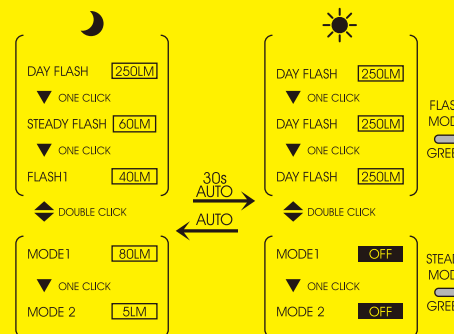 DAY FLASH 250LM
ONE CLICK
STEADY FLASH 60LM
ONE CLICK
FLASH1 40LM
DOUBLE CLICK
MODE1 80LM
ONE CLICK
MODE 2 5LM
30s
AUTO
AUTO
DAY FLASH 250LM
ONE CLICK
DAY FLASH 250LM
ONE CLICK
DAY FLASH 250LM
DOUBLE CLICK
MODE1 OFF
ONE CLICK
MODE 2 OFF